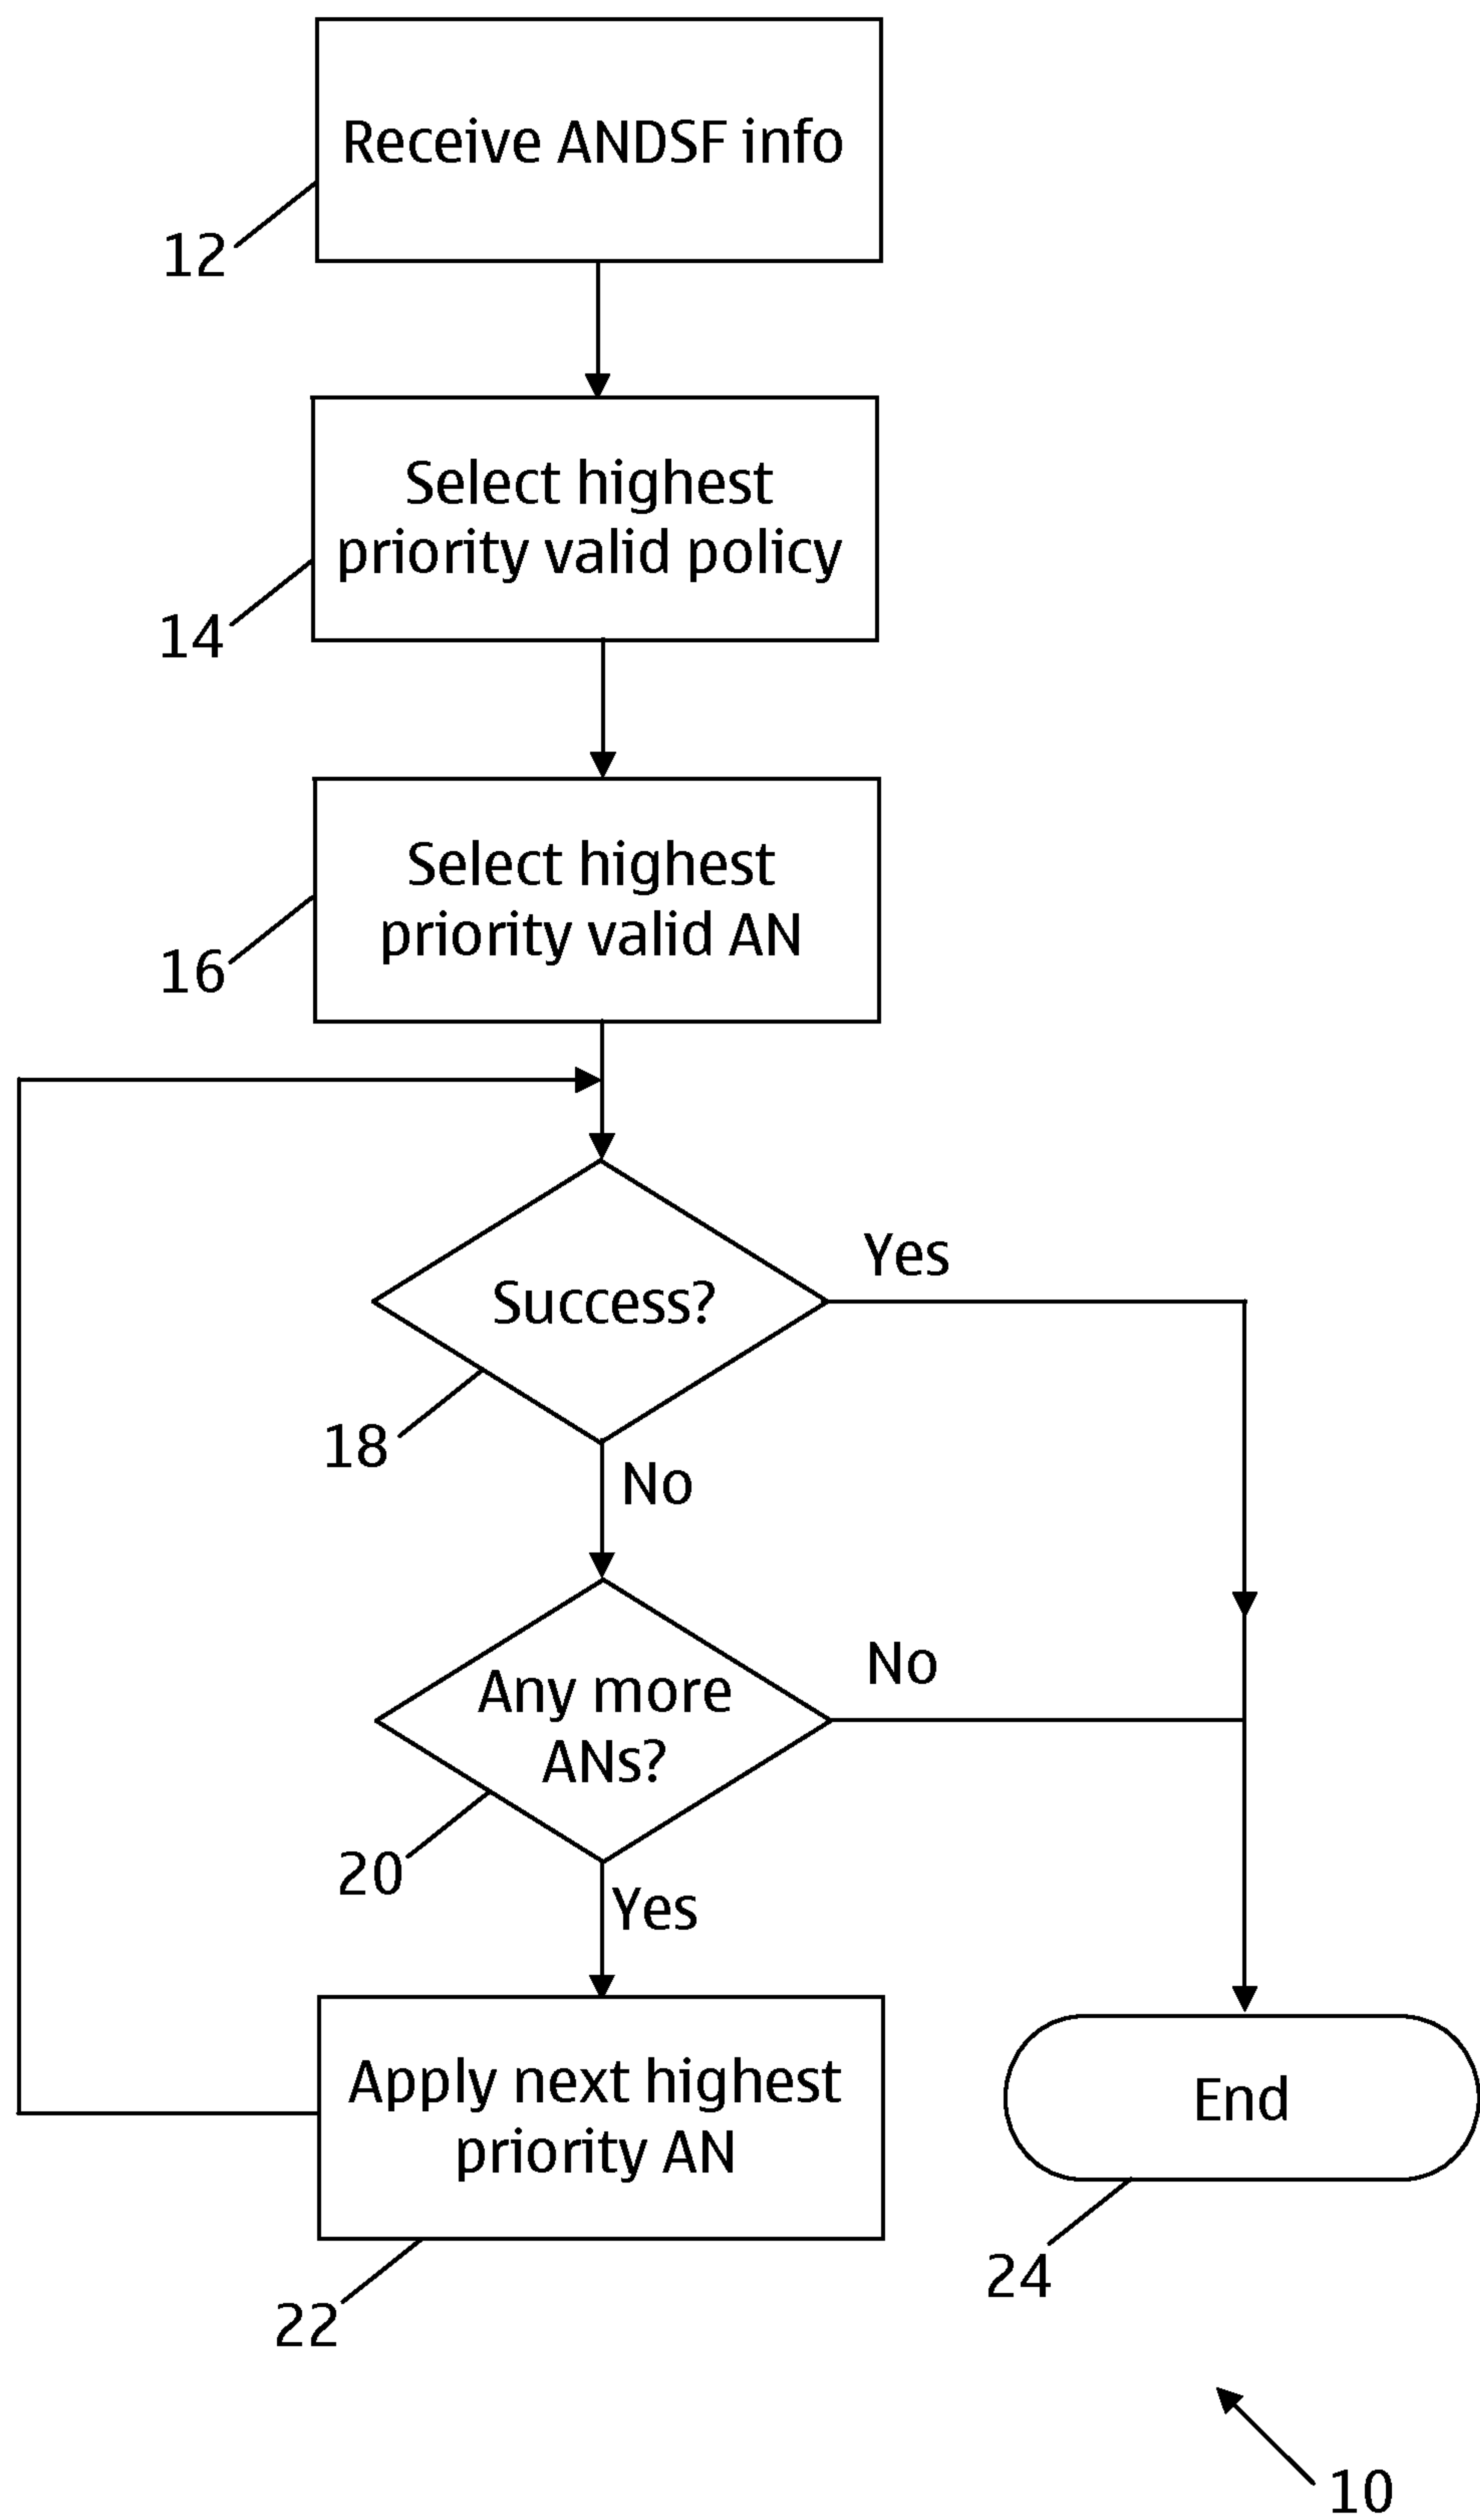 Receive ANDSF info
12
Select highest
priority valid policy
14
Select highest
priority valid AN
16
Success?
Yes
18
No
Any more
ANs?
No
20
Yes
Apply next highest
priority AN
End
22
24
10